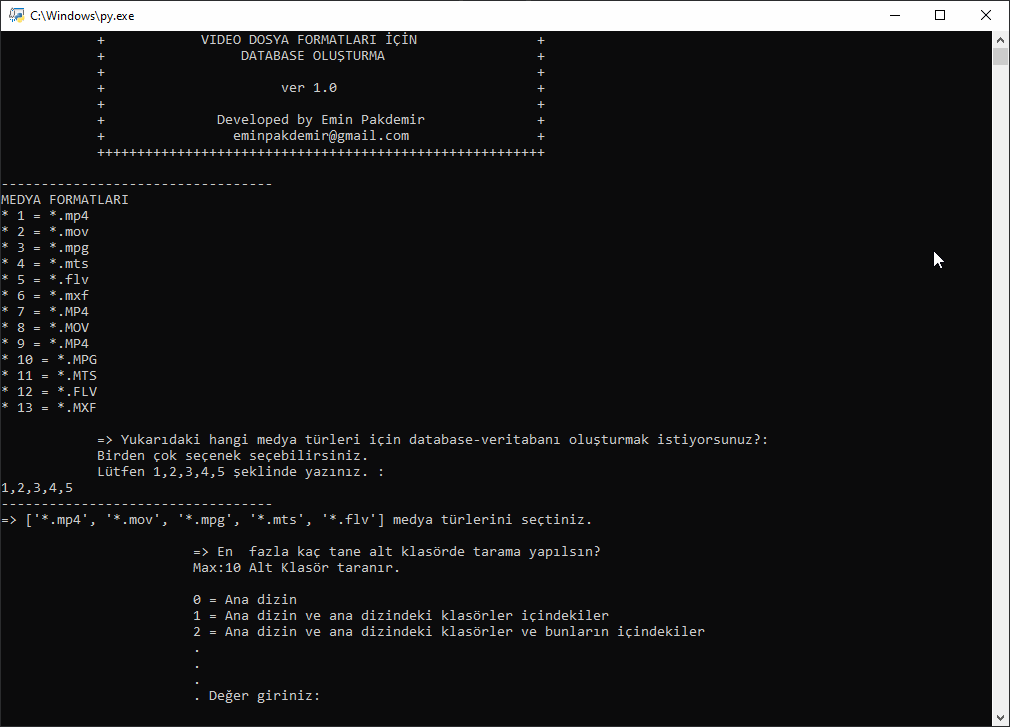 C:\Windows\py.exe
+ VIDEO DOSYA FORMATLARI İÇİN +
+ DATABASE OLUŞTURMA +
+ +
+ ver 1.0 +
+ +
+ Developed by Emin Pakdemir +
+ eminpakdemir@gmail.com +
++++++++++++++++++++++++++++++++++++++++++++++++++++++++
----------------------------------
MEDYA FORMATLARI
* 1 = *.mp4
* 2 = *.mov
* 3 = *.mpg
* 4 = *.mts
* 5 = *.flv
* 6 = *.mxf
* 7 = *.MP4
* 8 = *.MOV
* 9 = *.MP4
* 10 = *.MPG
* 11 = *.MTS
* 12 = *.FLV
* 13 = *.MXF
=> Yukarıdaki hangi medya türleri için database-veritabanı oluşturmak istiyorsunuz?:
Birden çok seçenek seçebilirsiniz.
Lütfen 1,2,3,4,5 şeklinde yazınız. :
1,2,3,4,5
----------------------------------
=> ['*.mp4', '*.mov', '*.mpg', '*.mts', '*.flv'] medya türlerini seçtiniz.
=> En  fazla kaç tane alt klasörde tarama yapılsın?
Max:10 Alt Klasör taranır.
0 = Ana dizin
1 = Ana dizin ve ana dizindeki klasörler içindekiler
2 = Ana dizin ve ana dizindeki klasörler ve bunların içindekiler
.
.
.
. Değer giriniz: